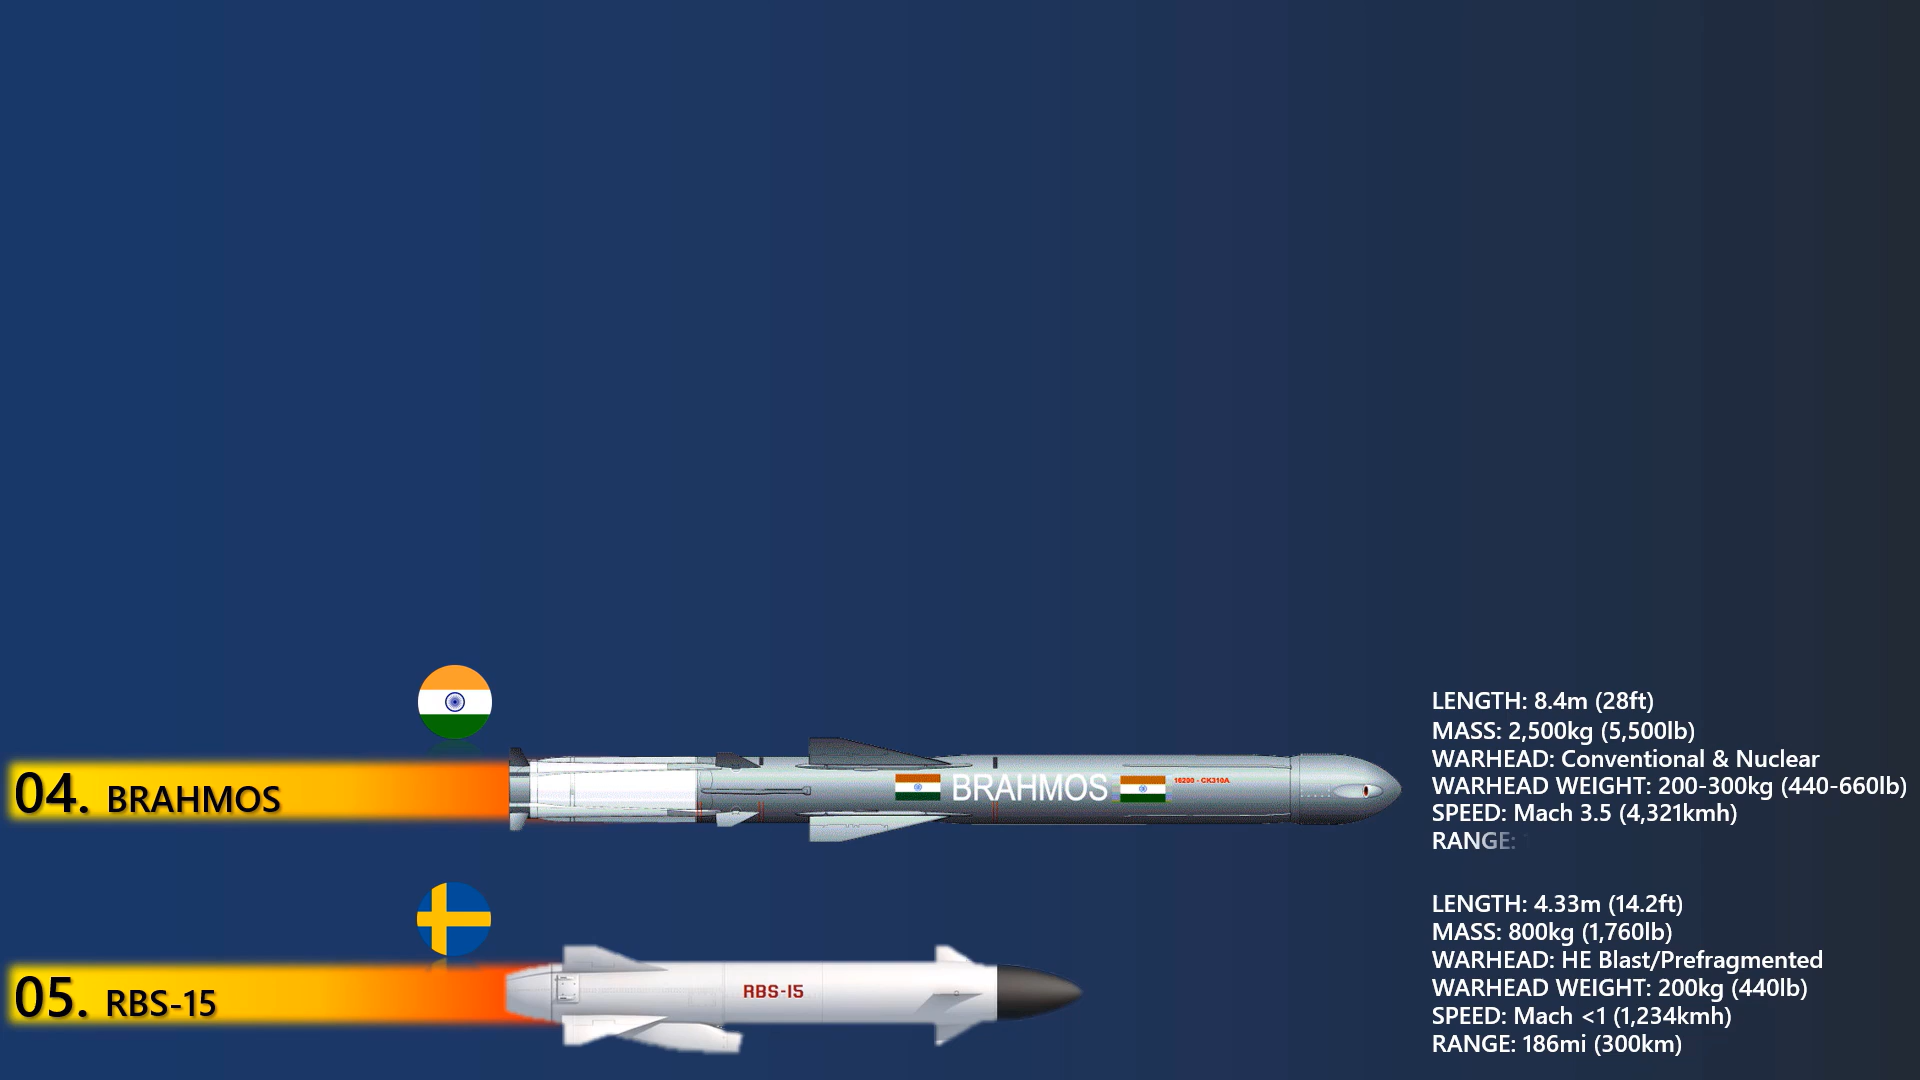 LENGTH: 8.4m (28ft)
MASS: 2,500kg (5,500lb)
WARHEAD: Conventional & Nuclear
WARHEAD WEIGHT: 200-300kg (440-660lb)
SPEED: Mach 3.5 (4,321kmh)
RANGE:
04. BRAHMOS
BRAHMOS
16290 - CK310A
LENGTH: 4.33m (14.2ft)
MASS: 800kg (1,760lb)
WARHEAD: HE Blast/Prefragmented
WARHEAD WEIGHT: 200kg (440lb)
SPEED: Mach <1 (1,234kmh)
RANGE: 186mi (300km)
05. RBS-15
RBS-15